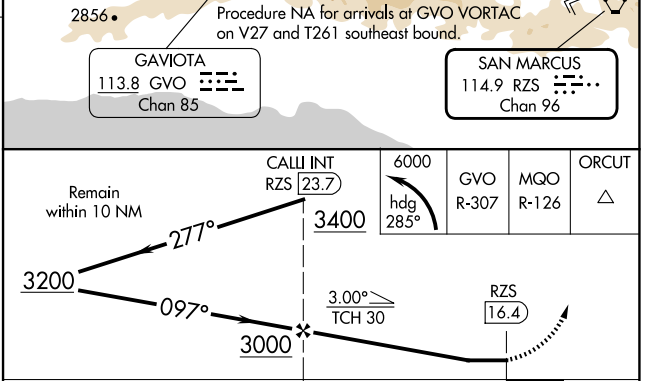 2856
Procedure NA for arrivals at GVO VORTAC
on V27 and T261 southeast bound.
GAVIOTA
113.8 GVO
Chan 85
SAN MARCUS
114.9 RZS
Chan 96
Remain
within 10 NM
CALLI INT
RZS 23.7
6000
hdg
285°
GVO
R-307
MQO
R-126
ORCUT
277°
3400
3200
097°
3000
3.00°
TCH 30
RZS
16.4